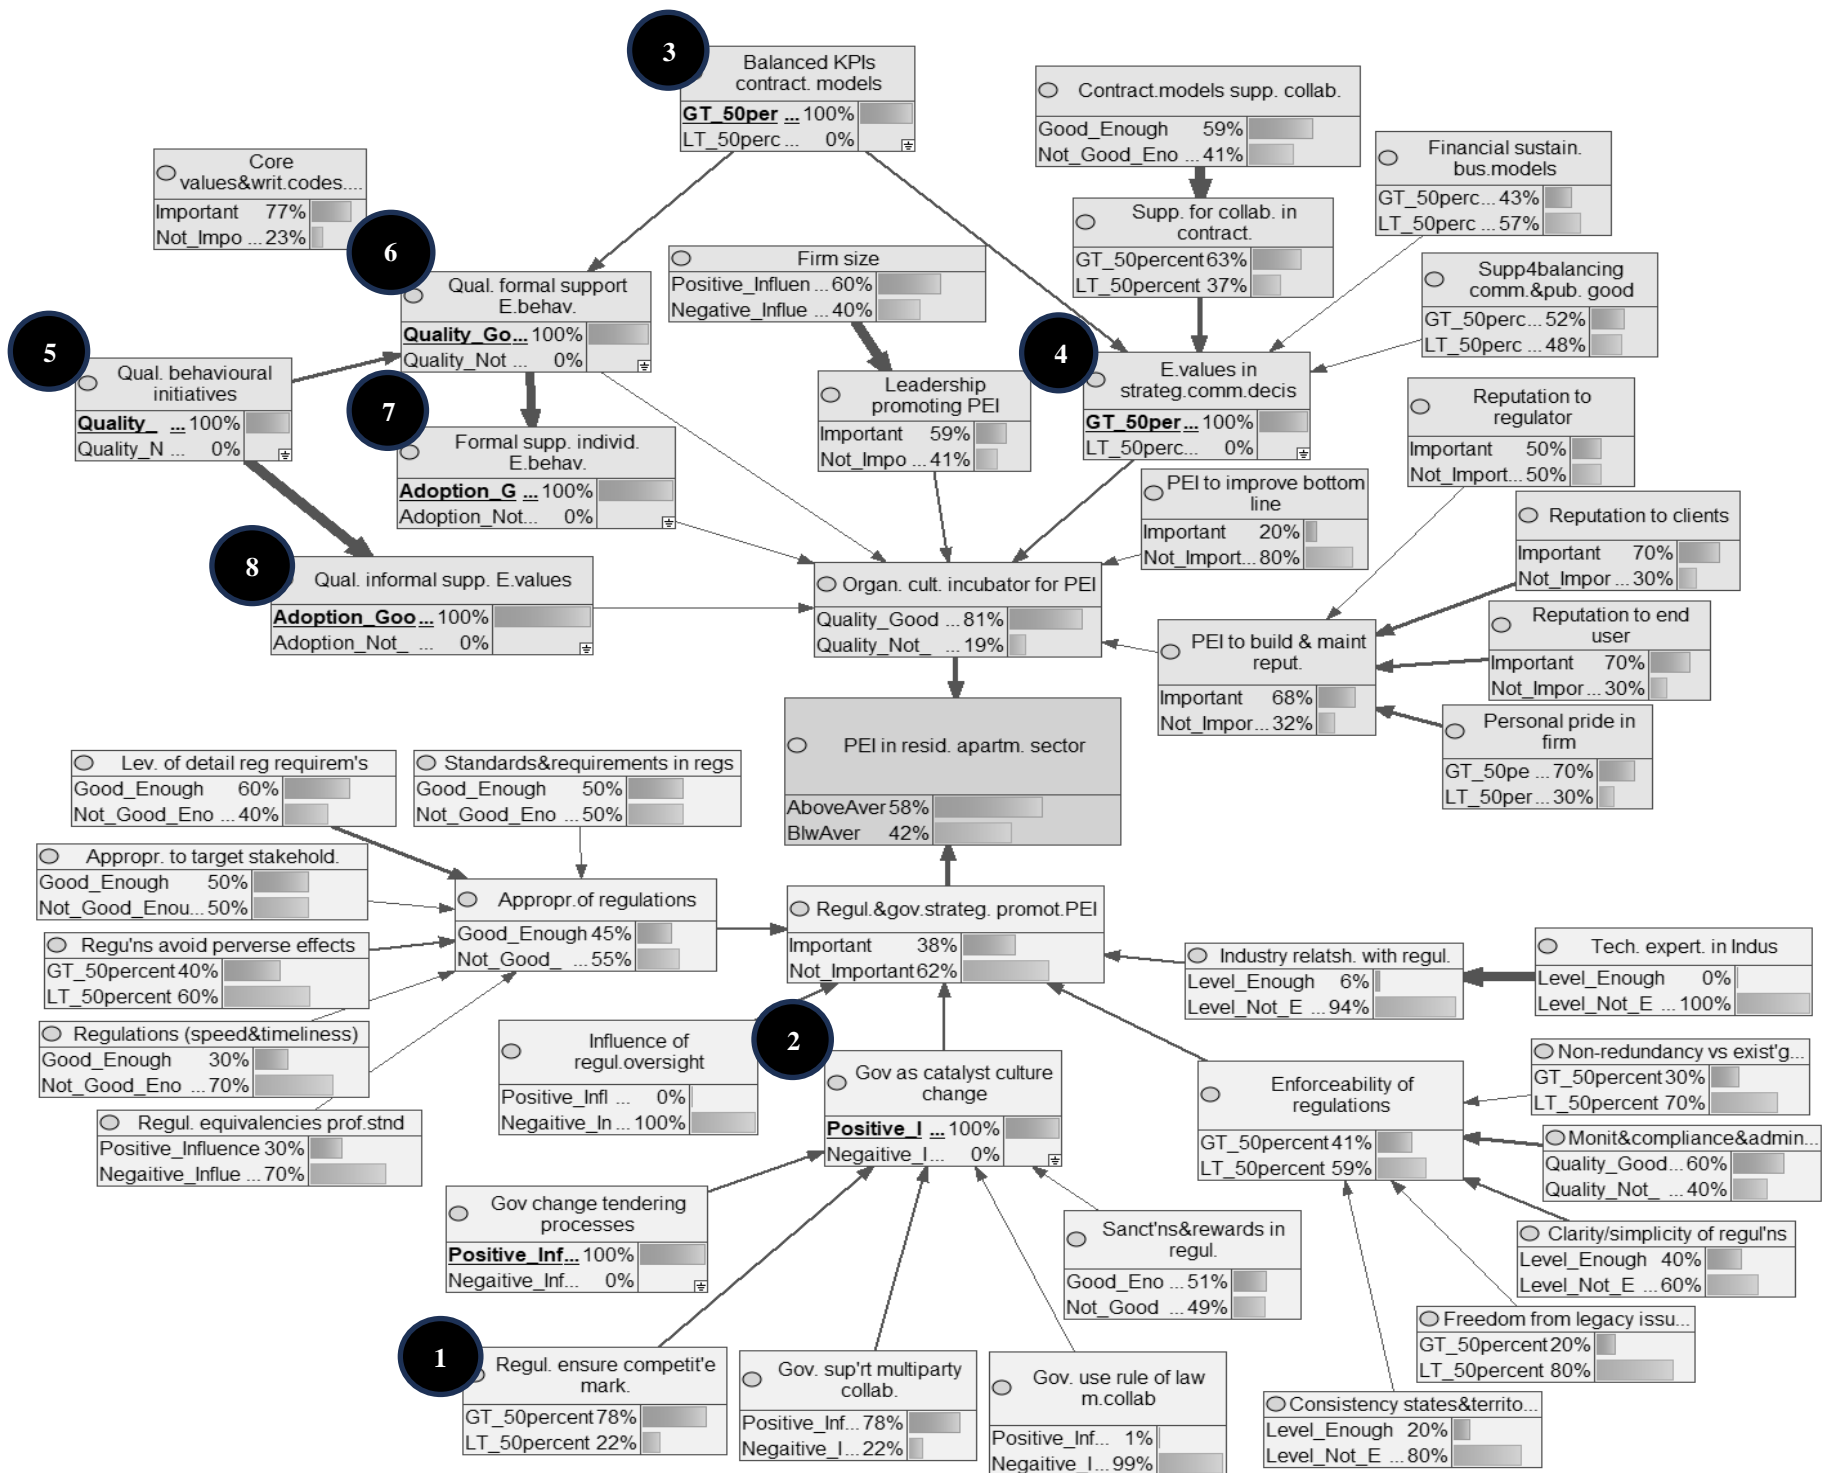 3
Balanced KPIs
contract. models
GT_50per ... 100%
LT_50perc ... 0%
Contract.models supp. collab.
Good_Enough 59%
Not_Good_Eno ... 41%
Core
values&writ.codes....
Important 77%
Not_Impo ... 23%
Financial sustain.
bus.models
GT_50perc... 43%
LT_50perc ... 57%
Supp. for collab. in
contract.
GT_50percent 63%
LT_50percent 37%
6
Qual. formal support
E.behav.
Quality_Go... 100%
Quality_Not ... 0%
Firm size
Positive_Influen ... 60%
Negative_Influe ... 40%
Supp4balancing
comm.&pub. good
GT_50perc... 52%
LT_50perc ... 48%
5
Qual. behavioural
initiatives
Quality_ ... 100%
Quality_N ... 0%
4
E.values in
strateg.comm.decis
GT_50per... 100%
LT_50perc... 0%
7
Formal supp. individ.
E.behav.
Adoption_G ... 100%
Adoption_Not... 0%
Leadership
promoting PEI
Important 59%
Not_Impo ... 41%
Reputation to
regulator
Important 50%
Not_Import... 50%
PEI to improve bottom
line
Important 20%
Not_Import... 80%
Reputation to clients
Important 70%
Not_Impor ... 30%
8
Qual. informal supp. E.values
Adoption_Goo ... 100%
Adoption_Not_ ... 0%
Organ. cult. incubator for PEI
Quality_Good ... 81%
Quality_Not_ ... 19%
Reputation to end
user
Important 70%
Not_Impor ... 30%
PEI to build & maint
reput.
Important 68%
Not_Impor ... 32%
Personal pride in
firm
GT_50pe ... 70%
LT_50per ... 30%
PEI in resid. apartm. sector
AboveAver 58%
BlwAver 42%
Lev. of detail reg requirem's
Good_Enough 60%
Not_Good_Eno ... 40%
Standards&requirements in regs
Good_Enough 50%
Not_Good_Eno ... 50%
Appropr. to target stakehold.
Good_Enough 50%
Not_Good_Enou... 50%
Appropr.of regulations
Good_Enough 45%
Not_Good_ ... 55%
Regul.&gov.strateg. promot.PEI
Important 38%
Not_Important 62%
Regu'ns avoid perverse effects
GT_50percent 40%
LT_50percent 60%
Industry relatsh. with regul.
Level_Enough 6%
Level_Not_E ... 94%
Tech. expert. in Indus
Level_Enough 0%
Level_Not_E ... 100%
Regulations (speed&timeliness)
Good_Enough 30%
Not_Good_Eno ... 70%
Influence of
regul.oversight
Positive_Infl ... 0%
Negaitive_In ... 100%
2
Gov as catalyst culture
change
Positive_I ... 100%
Negaitive_I... 0%
Enforceability of
regulations
GT_50percent 41%
LT_50percent 59%
Non-redundancy vs exist'g...
GT_50percent 30%
LT_50percent 70%
Regul. equivalencies prof.stnd
Positive_Influence 30%
Negaitive_Influe ... 70%
Monit&compliance&admin...
Quality_Good... 60%
Quality_Not_ ... 40%
Gov change tendering
processes
Positive_Inf... 100%
Negaitive_Inf... 0%
Sanct'ns&rewards in
regul.
Good_Eno ... 51%
Not_Good ... 49%
Clarity/simplicity of regul'ns
Level_Enough 40%
Level_Not_E ... 60%
Freedom from legacy issu...
GT_50percent 20%
LT_50percent 80%
1
Regul. ensure competit'e
mark.
GT_50percent 78%
LT_50percent 22%
Gov. sup'rt multiparty
collab.
Positive_Inf... 78%
Negaitive_I... 22%
Gov. use rule of law
m.collab
Positive_Inf... 1%
Negaitive_I... 99%
Consistency states&territo...
Level_Enough 20%
Level_Not_E ... 80%